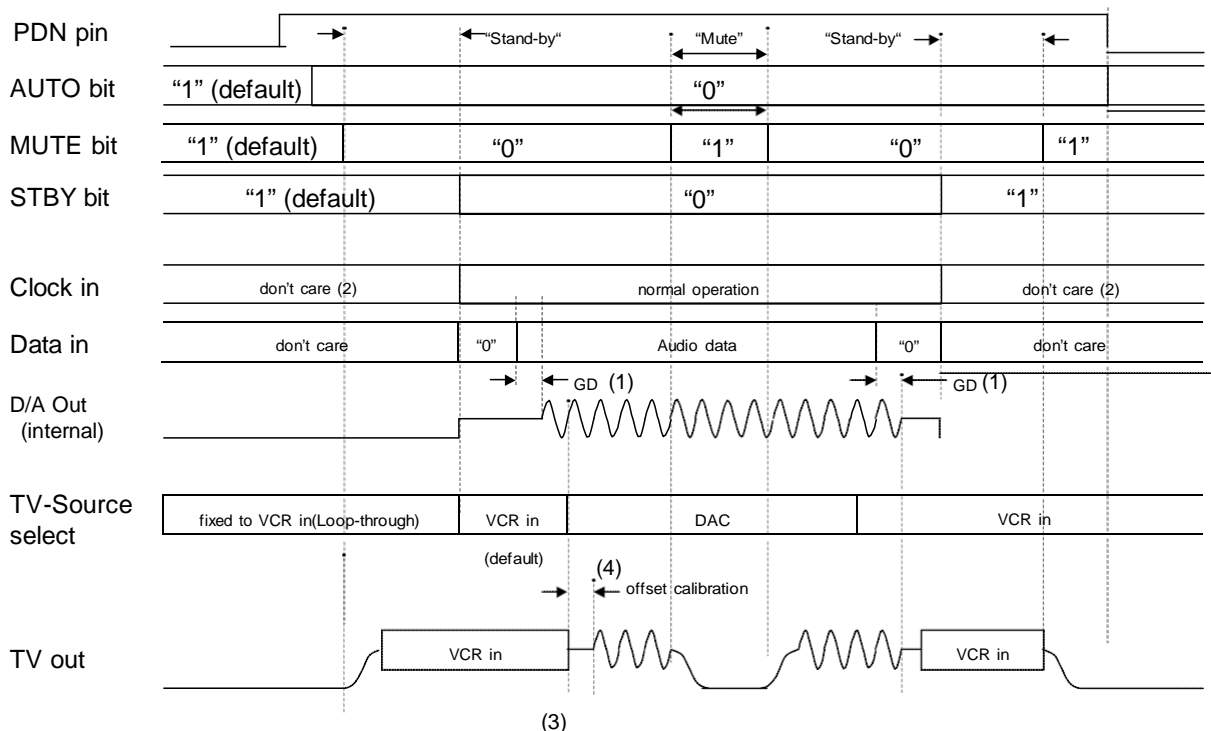 PDN pin
“Stand-by“ “Mute” “Stand-by“
AUTO bit “1” (default) “0”
MUTE bit “1” (default) “0” “1” “0” “1”
STBY bit “1” (default) “0” “1”
Clock in don't care (2) normal operation don't care (2)
Data in don't care “0” Audio data “0” don't care
GD (1) GD (1)
D/A Out
(internal)
TV-Source
select
fixed to VCR in(Loop-through) VCR in DAC VCR in
(default)
(4)
offset calibration
TV out VCR in VCR in
(3)